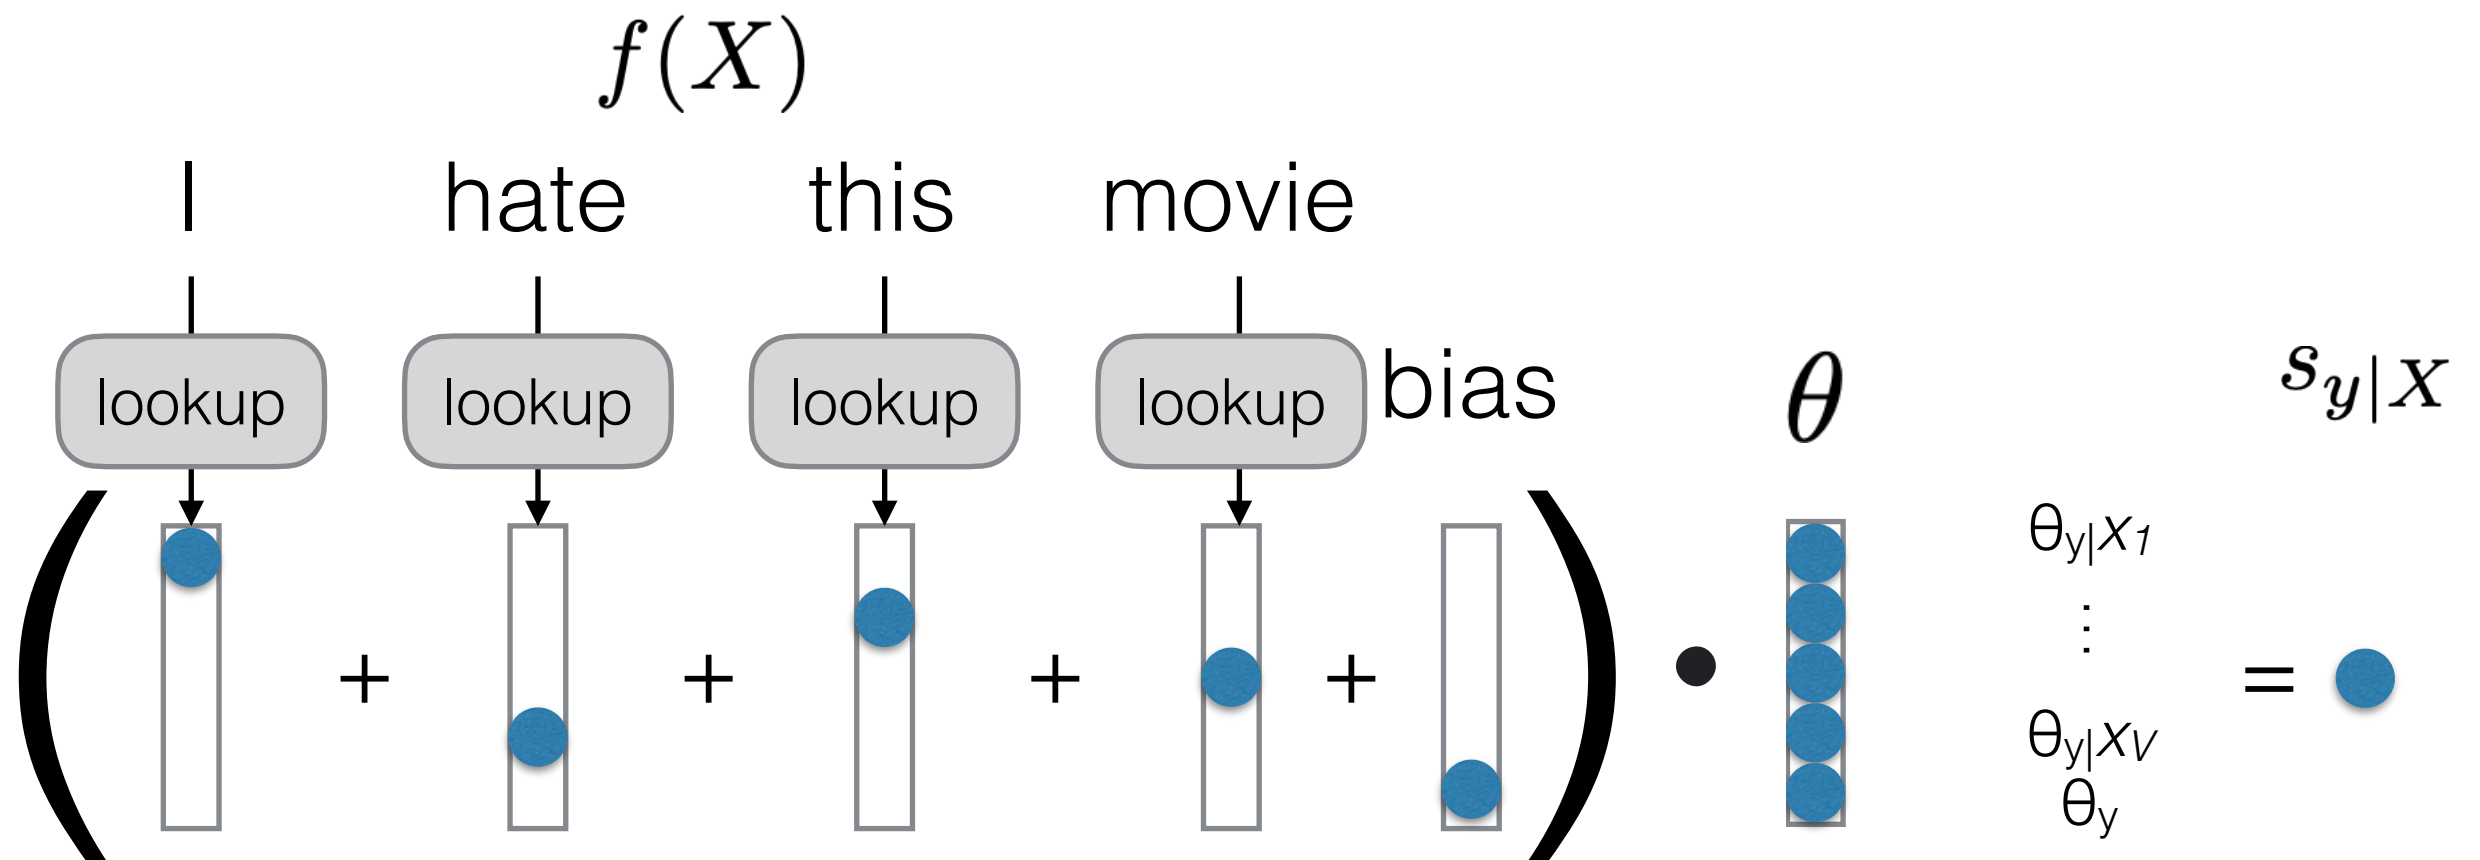 f(X)
I hate this movie
lookup lookup lookup lookup bias θ s_{y|X}
( + + + + ) • = 
θ_{y|x_1}
⋮
θ_{y|x_V}
θ_y